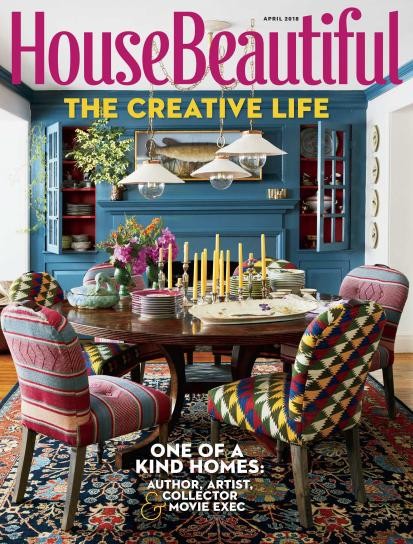 APRIL 2018
HouseBeautiful
THE CREATIVE LIFE
ONE OF A
KIND HOMES:
AUTHOR, ARTIST,
COLLECTOR
& MOVIE EXEC